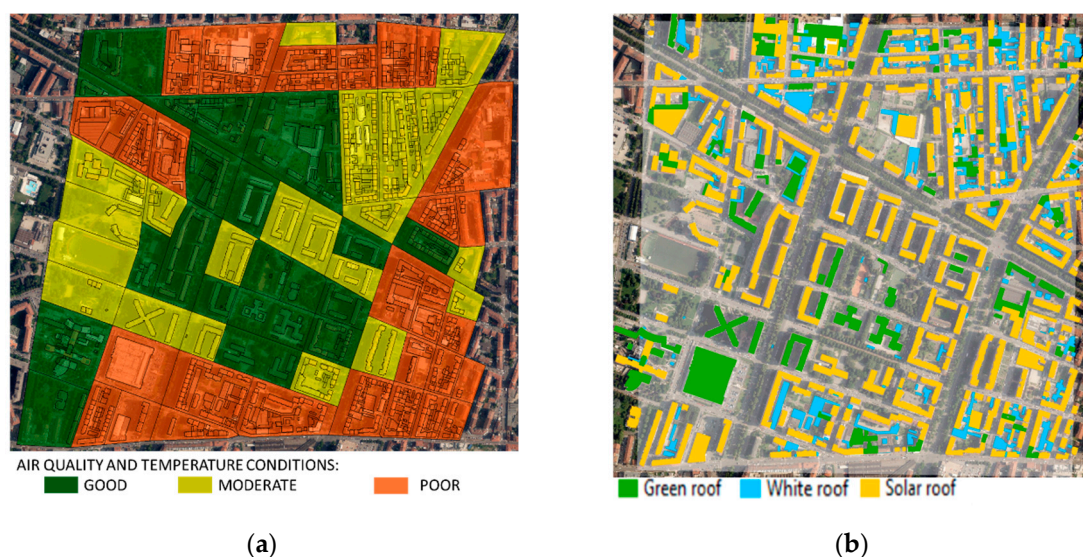 AIR QUALITY AND TEMPERATURE CONDITIONS:
GOOD MODERATE POOR
Green roof White roof Solar roof
(a) (b)